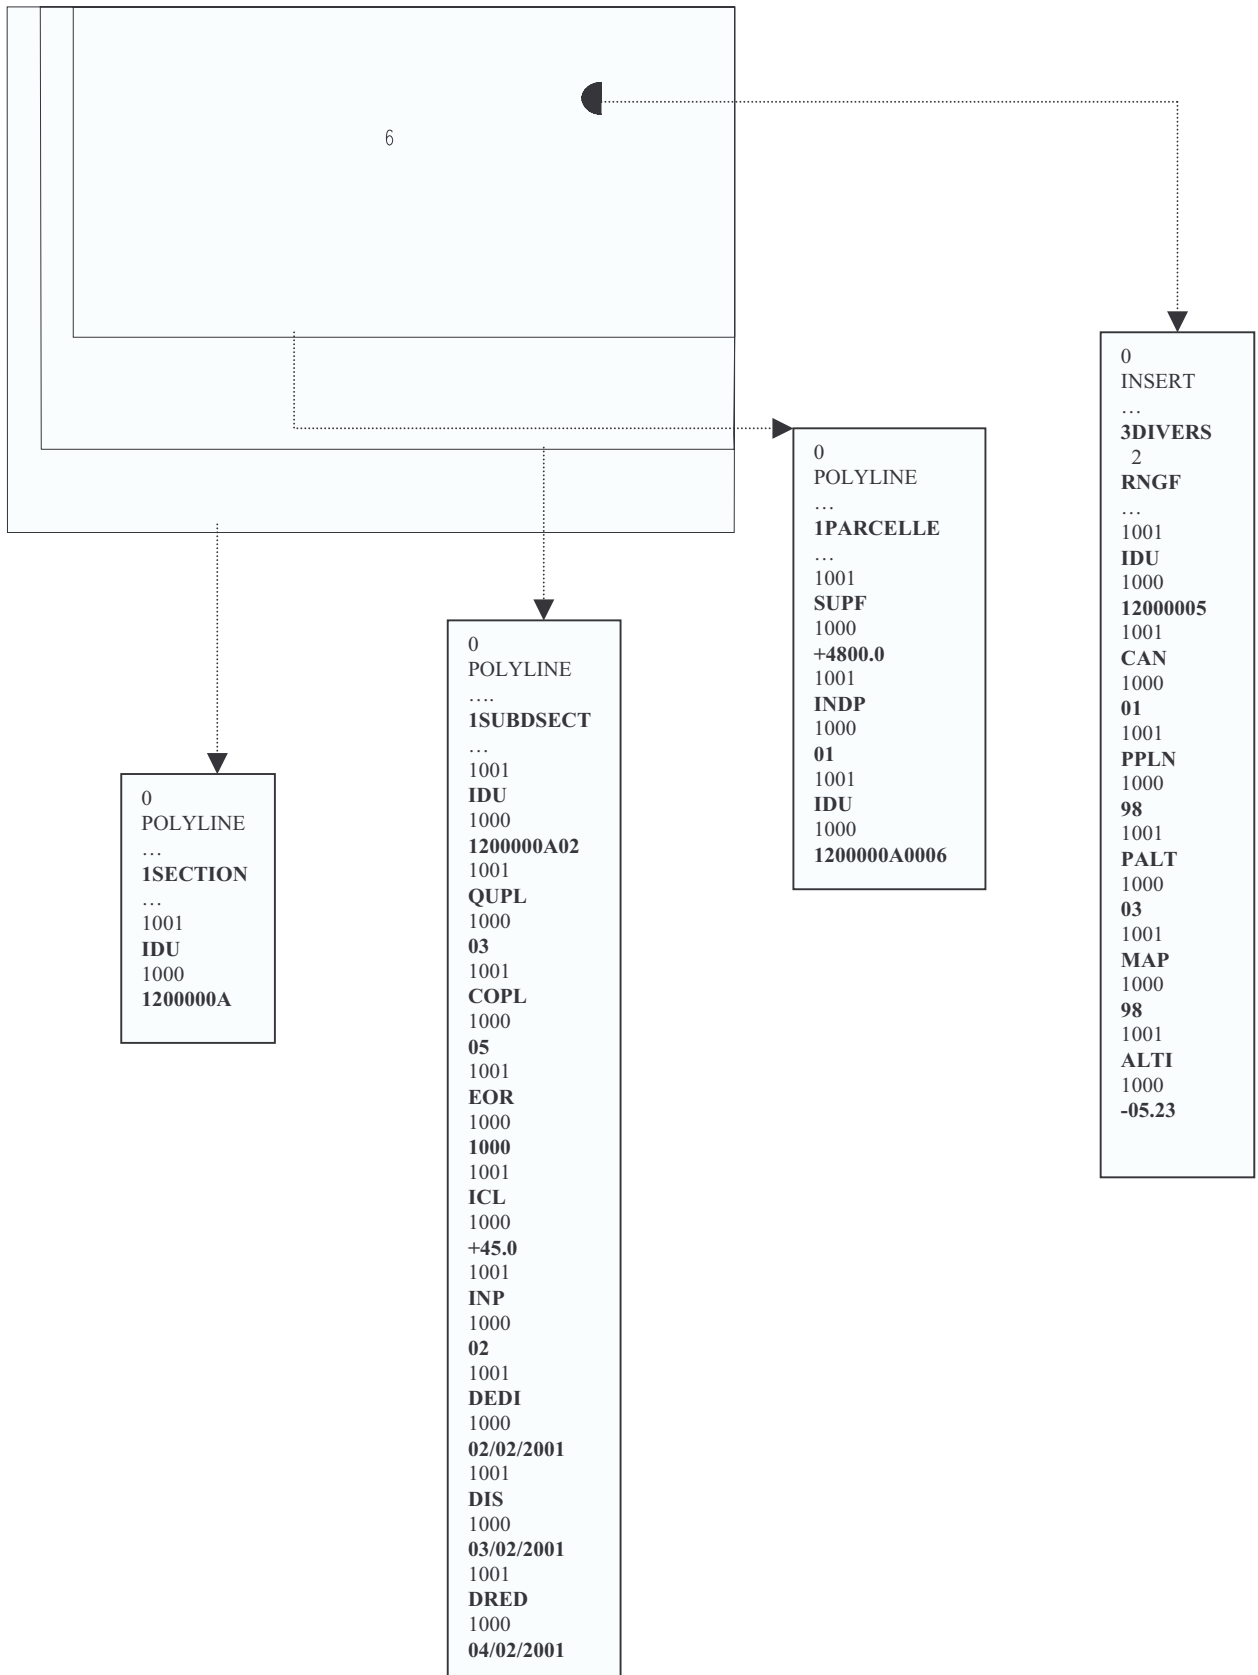 6
0
POLYLINE
…
1SECTION
…
1001
IDU
1000
1200000A
0
POLYLINE
….
1SUBDSECT
…
1001
IDU
1000
1200000A02
1001
QUPL
1000
03
1001
COPL
1000
05
1001
EOR
1000
1000
1001
ICL
1000
+45.0
1001
INP
1000
02
1001
DEDI
1000
02/02/2001
1001
DIS
1000
03/02/2001
1001
DRED
1000
04/02/2001
0
POLYLINE
…
1PARCELLE
…
1001
SUPF
1000
+4800.0
1001
INDP
1000
01
1001
IDU
1000
1200000A0006
0
INSERT
…
3DIVERS
2
RNGF
…
1001
IDU
1000
12000005
1001
CAN
1000
01
1001
PPLN
1000
98
1001
PALT
1000
03
1001
MAP
1000
98
1001
ALTI
1000
-05.23